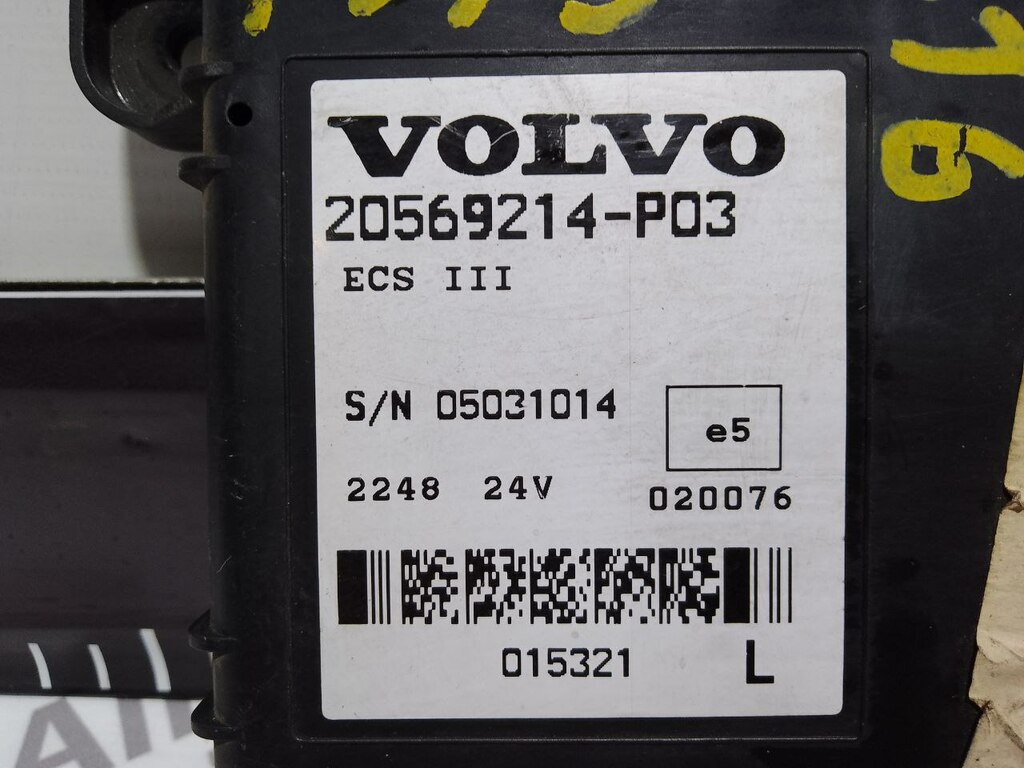 VOLVO
20569214-P03
ECS III
S/N 05031014
e5
2248 24V
020076
015321 L